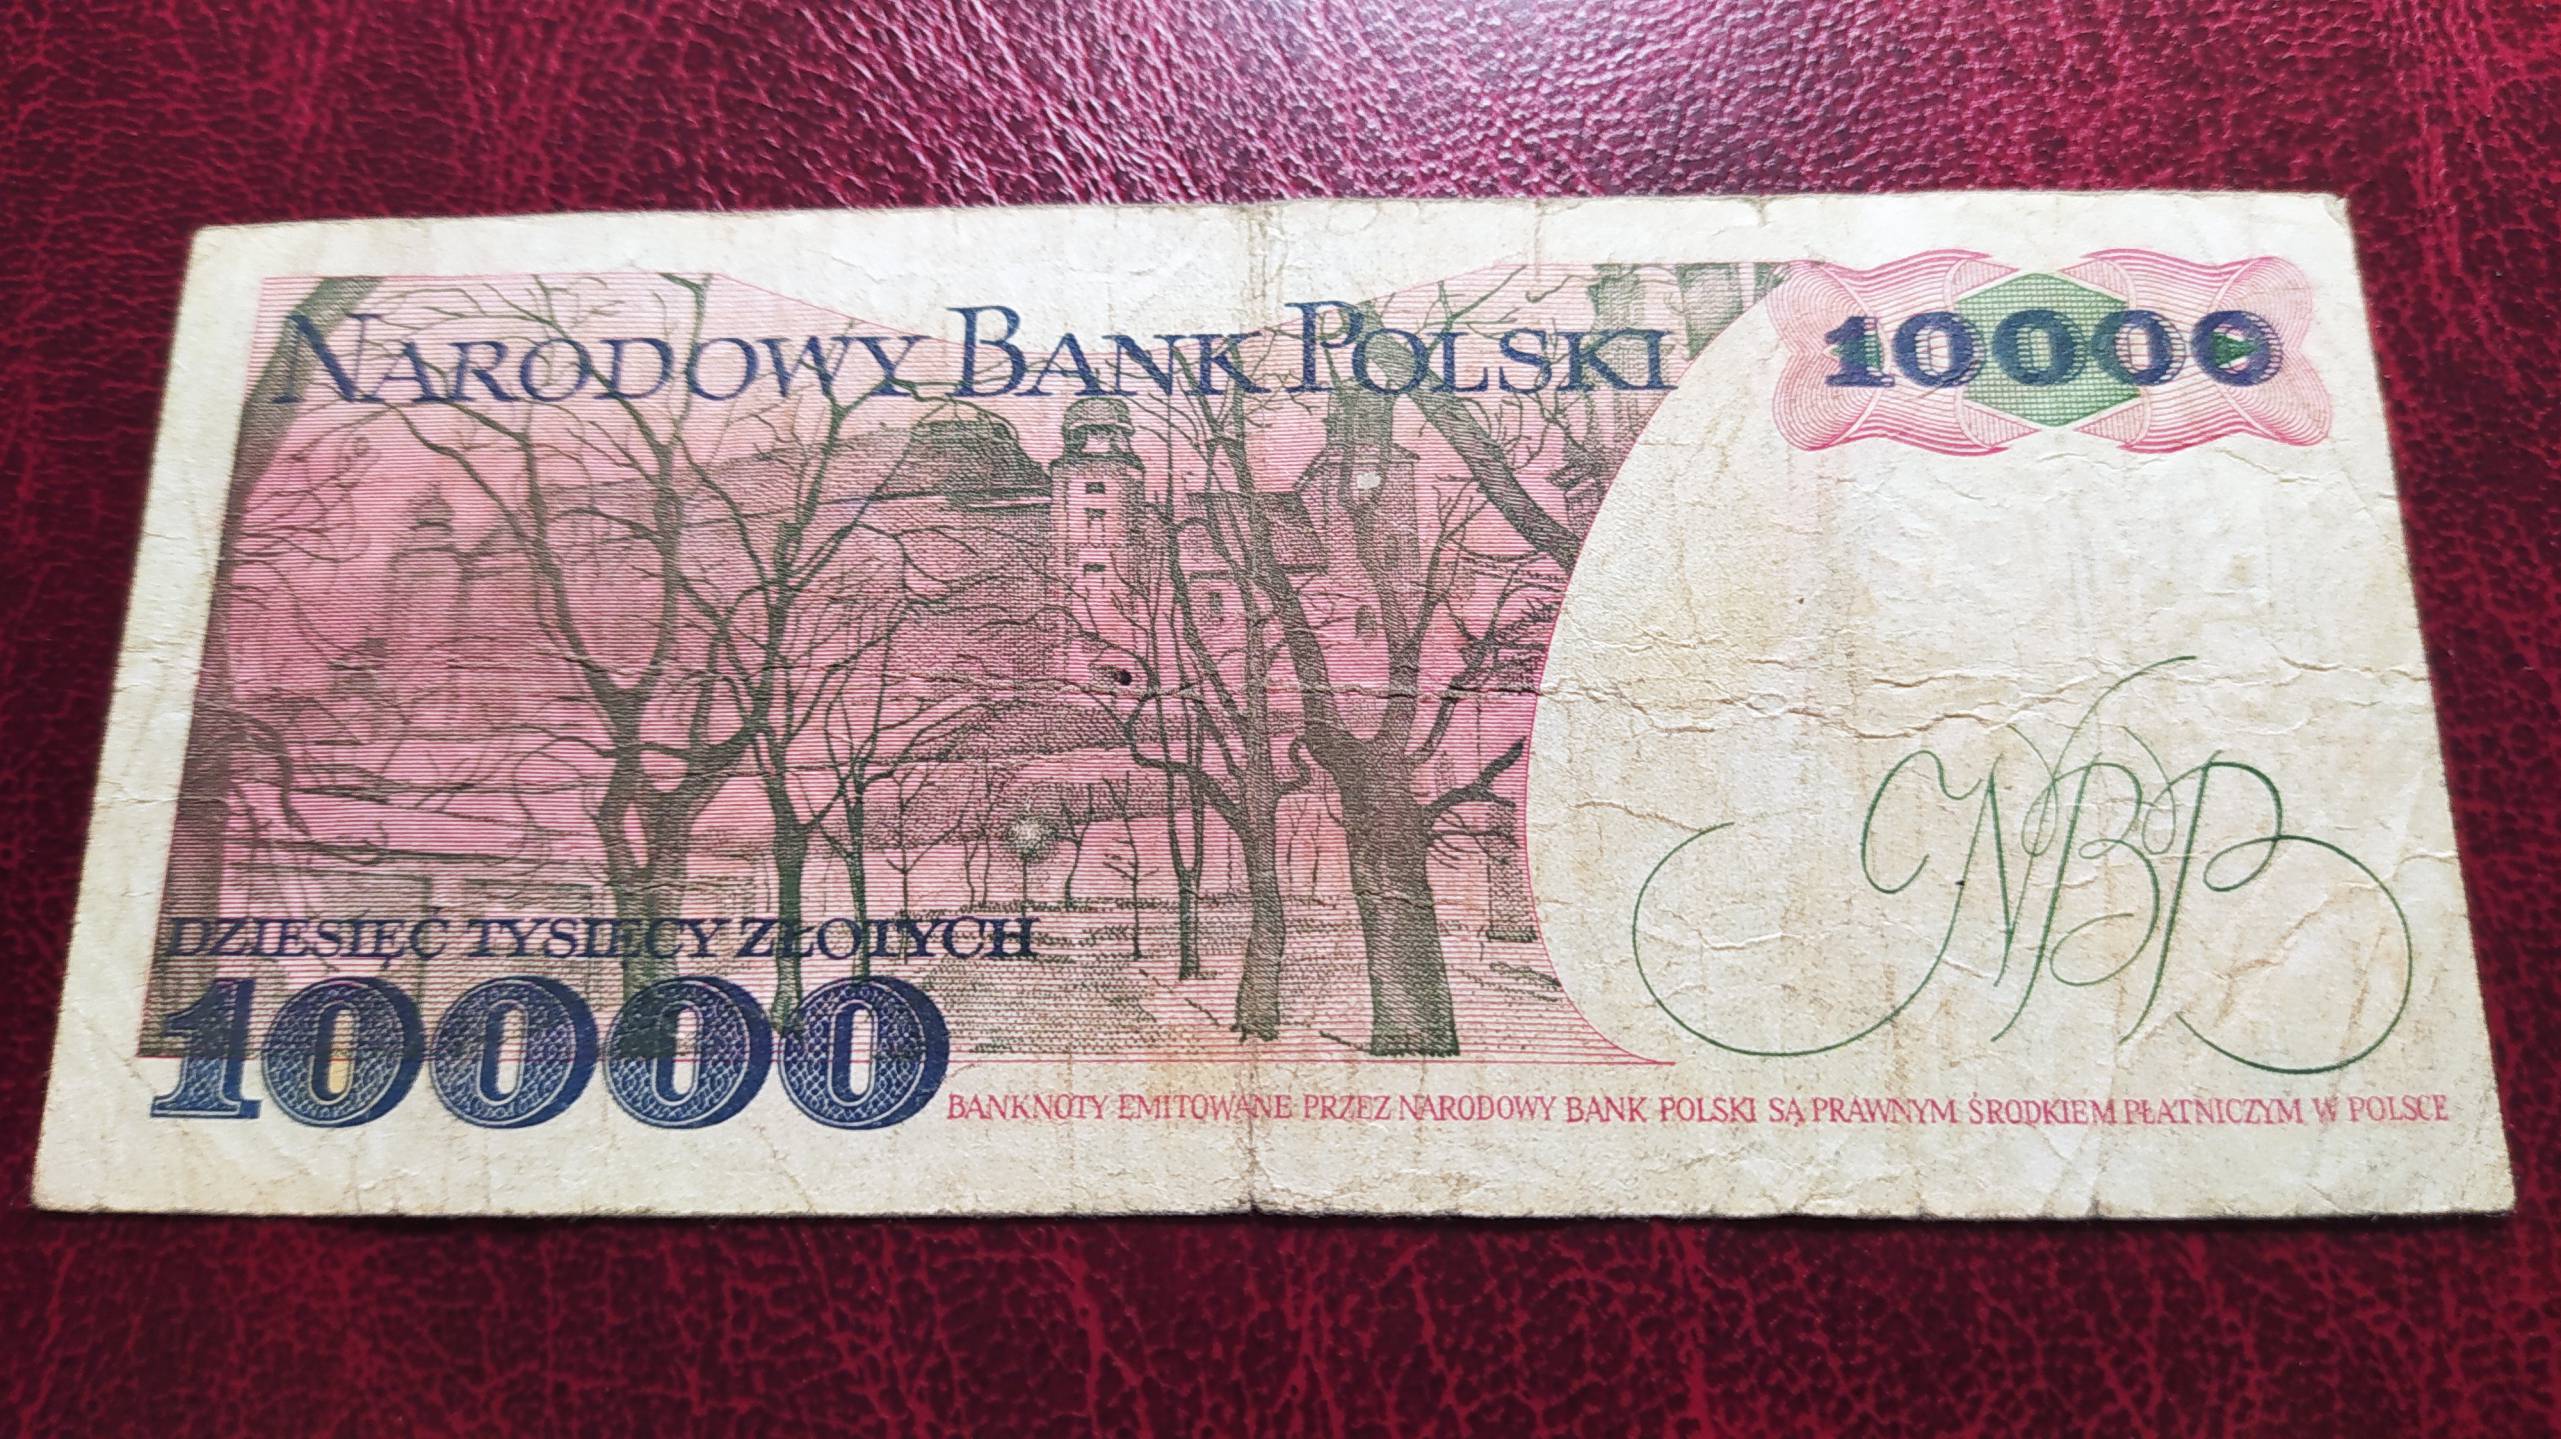 NARODOWY BANK POLSKI
10000
NBP
DZIESIĘĆ TYSIĘCY ZŁOTYCH
10000
BANKNOTY EMITOWANE PRZEZ NARODOWY BANK POLSKI SĄ PRAWNYM ŚRODKIEM PŁATNICZYM W POLSCE